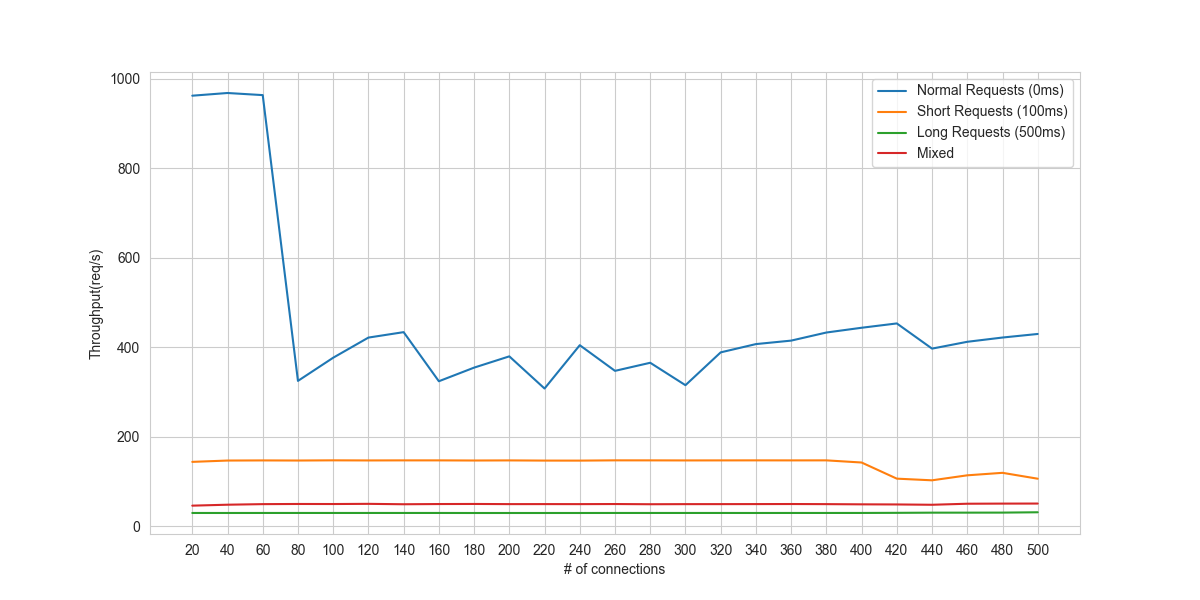 1000
800
600
400
200
0
Throughput(req/s)
Normal Requests (0ms)
Short Requests (100ms)
Long Requests (500ms)
Mixed
20 40 60 80 100 120 140 160 180 200 220 240 260 280 300 320 340 360 380 400 420 440 460 480 500
# of connections